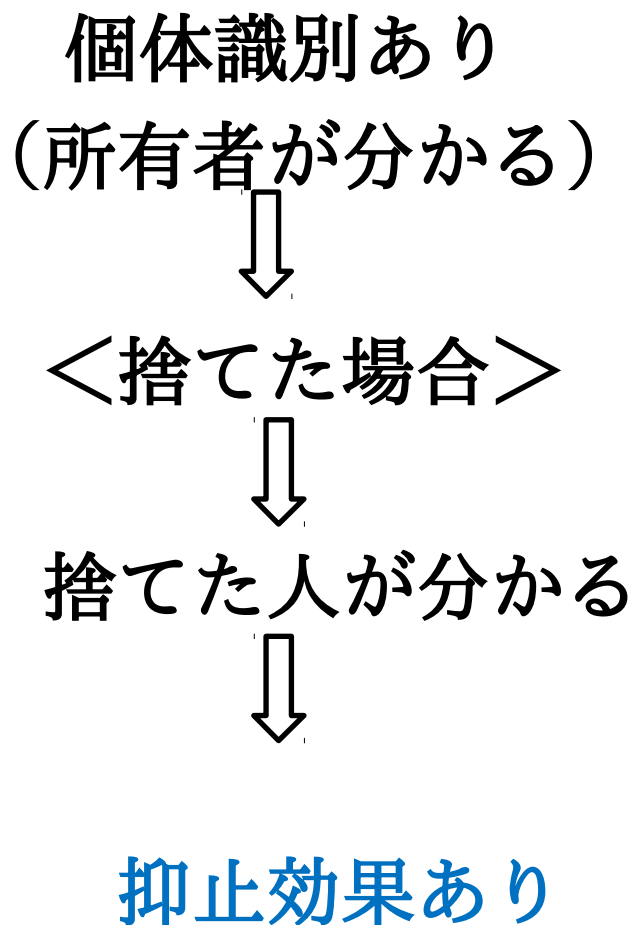 個体識別あり
（所有者が分かる）
＜捨てた場合＞
捨てた人が分かる
抑止効果あり